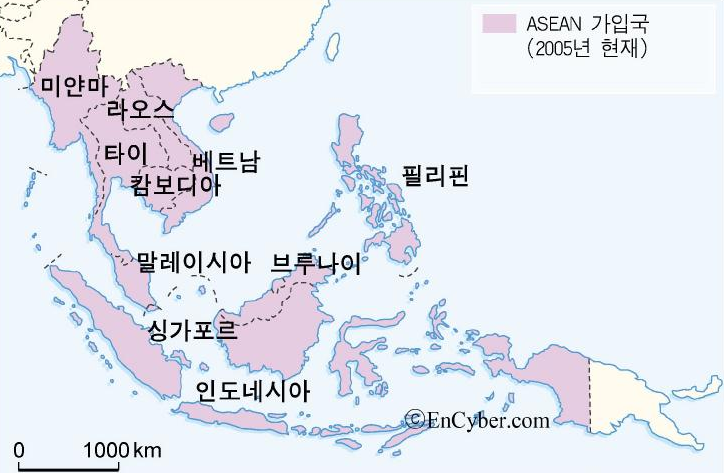 ASEAN 가입국
(2005년 현재)
미얀마
라오스
타이
베트남
캄보디아
필리핀
말레이시아
브루나이
싱가포르
인도네시아
©EnCyber.com
0 1000km